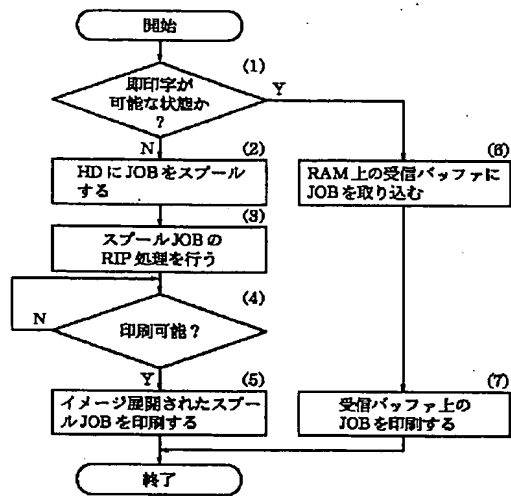 開始
(1)
即印字が
可能な状態か
?
Y
N
(2)
HDにJOBをスプール
する
(6)
RAM上の受信バッファに
JOBを取り込む
(3)
スプールJOBの
RIP処理を行う
(4)
N
印刷可能?
Y
(5)
イメージ展開されたスプー
ルJOBを印刷する
(7)
受信バッファ上の
JOBを印刷する
終了